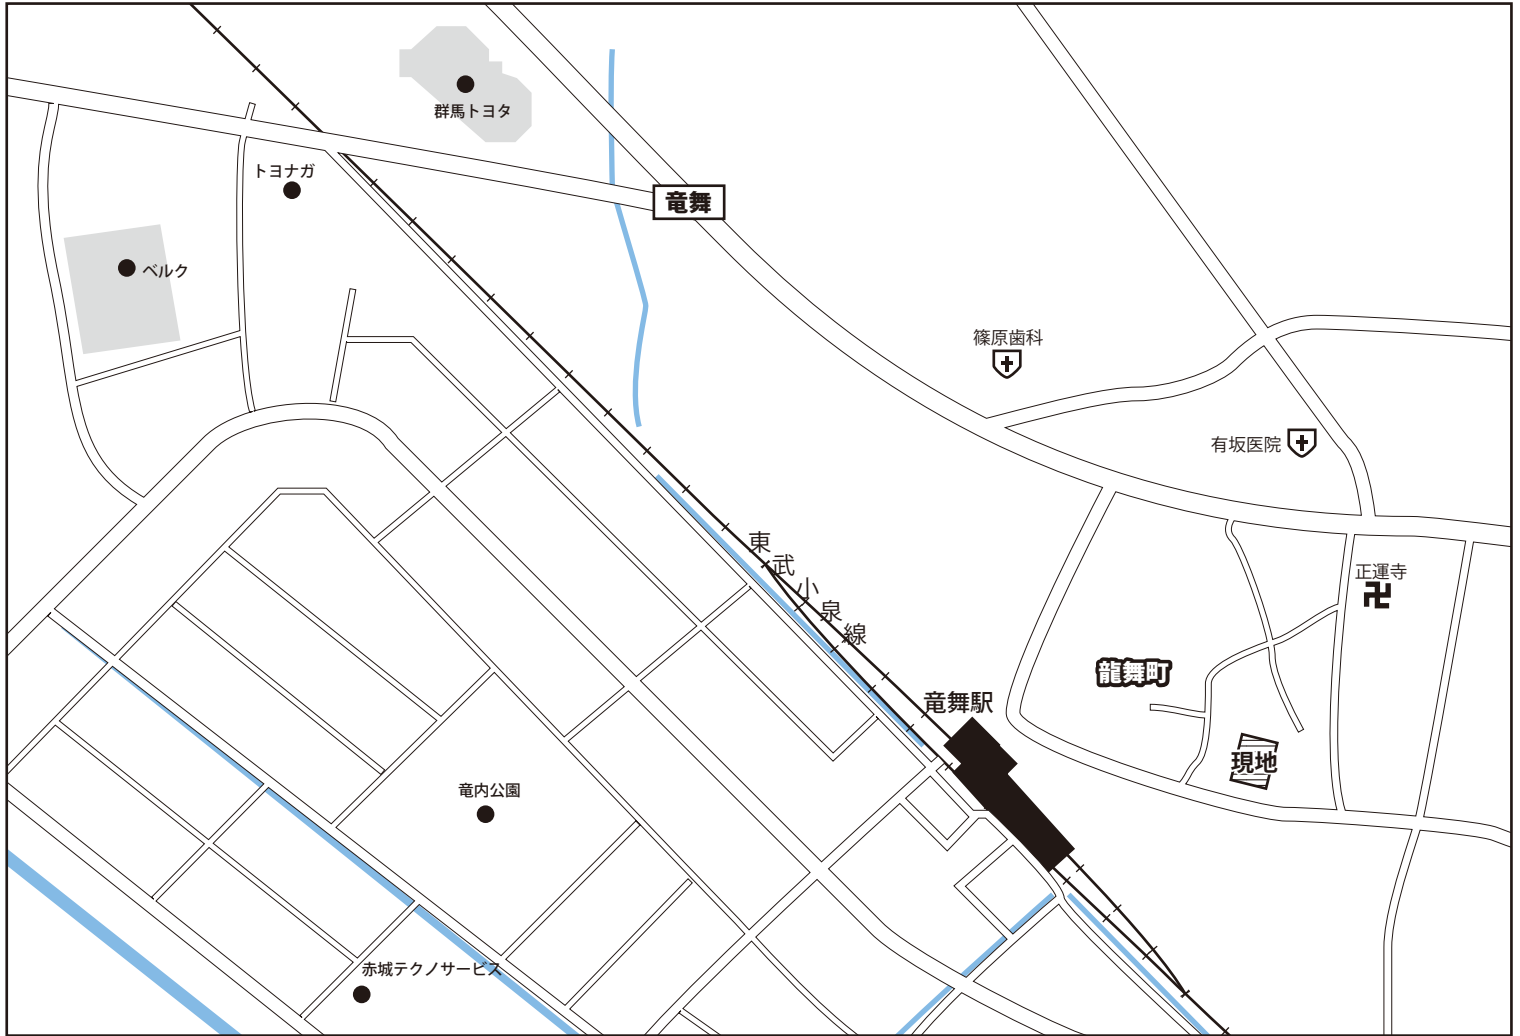 群馬トヨタ
トヨナガ
竜舞
ベルク
篠原歯科
有坂医院
東武小泉線
正運寺
龍舞町
竜舞駅
現地
竜内公園
赤城テクノサービス